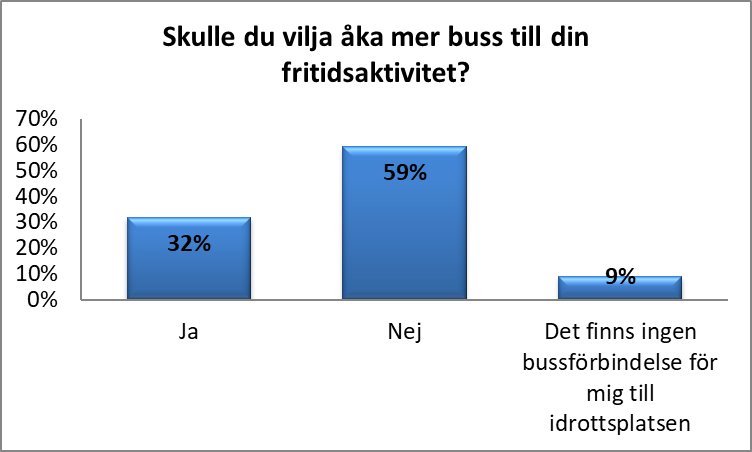 Skulle du vilja åka mer buss till din
fritidsaktivitet?
70%
60%
50%
40%
30%
20%
10%
0%
32%
59%
9%
Ja
Nej
Det finns ingen
bussförbindelse för
mig till
idrottsplatsen